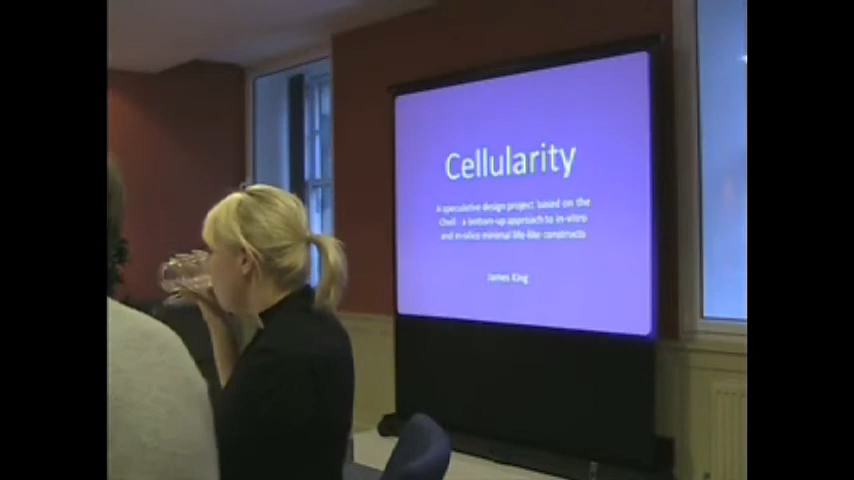 Cellularity
A speculative design project based on the
Chell - a bottom-up approach to in-vitro
and in-silico minimal life-like constructs
James King